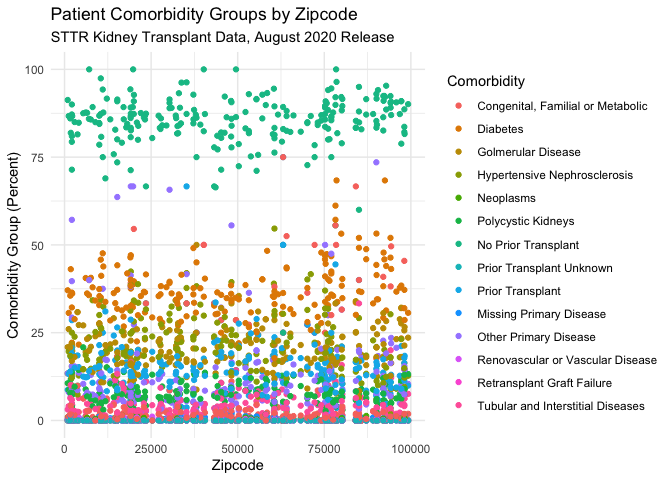 Patient Comorbidity Groups by Zipcode
STTR Kidney Transplant Data, August 2020 Release
Comorbidity Group (Percent)
100
75
50
25
0
0
25000
50000
75000
100000
Zipcode
Comorbidity
Congenital, Familial or Metabolic
Diabetes
Golmerular Disease
Hypertensive Nephrosclerosis
Neoplasms
Polycystic Kidneys
No Prior Transplant
Prior Transplant Unknown
Prior Transplant
Missing Primary Disease
Other Primary Disease
Renovascular or Vascular Disease
Retransplant Graft Failure
Tubular and Interstitial Diseases